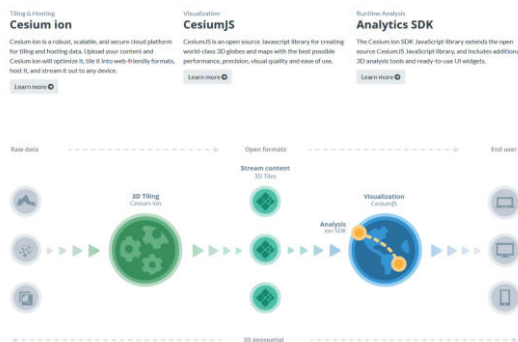 Tiling & Hosting
Cesium ion
Cesium ion is a robust, scalable, and secure cloud platform
for tiling and hosting data. Upload your content and
Cesium ion will optimize it, tile it into web-friendly formats,
host it, and stream it out to any device.
Learn more
Visualization
CesiumJS
CesiumJS is an open source Javascript library for creating
world-class 3D globes and maps with the best possible
performance, precision, visual quality and ease of use.
Learn more
Runtime Analysis
Analytics SDK
The Cesium ion SDK JavaScript library extends the open
source CesiumJS JavaScript library, and includes additional
3D analysis tools and ready-to-use UI widgets.
Learn more
Raw data
Open formats
End user
Stream content
3D Tiles
3D Tiling
Cesium ion
Visualization
CesiumJS
Analysis
ion SDK
3D geospatial